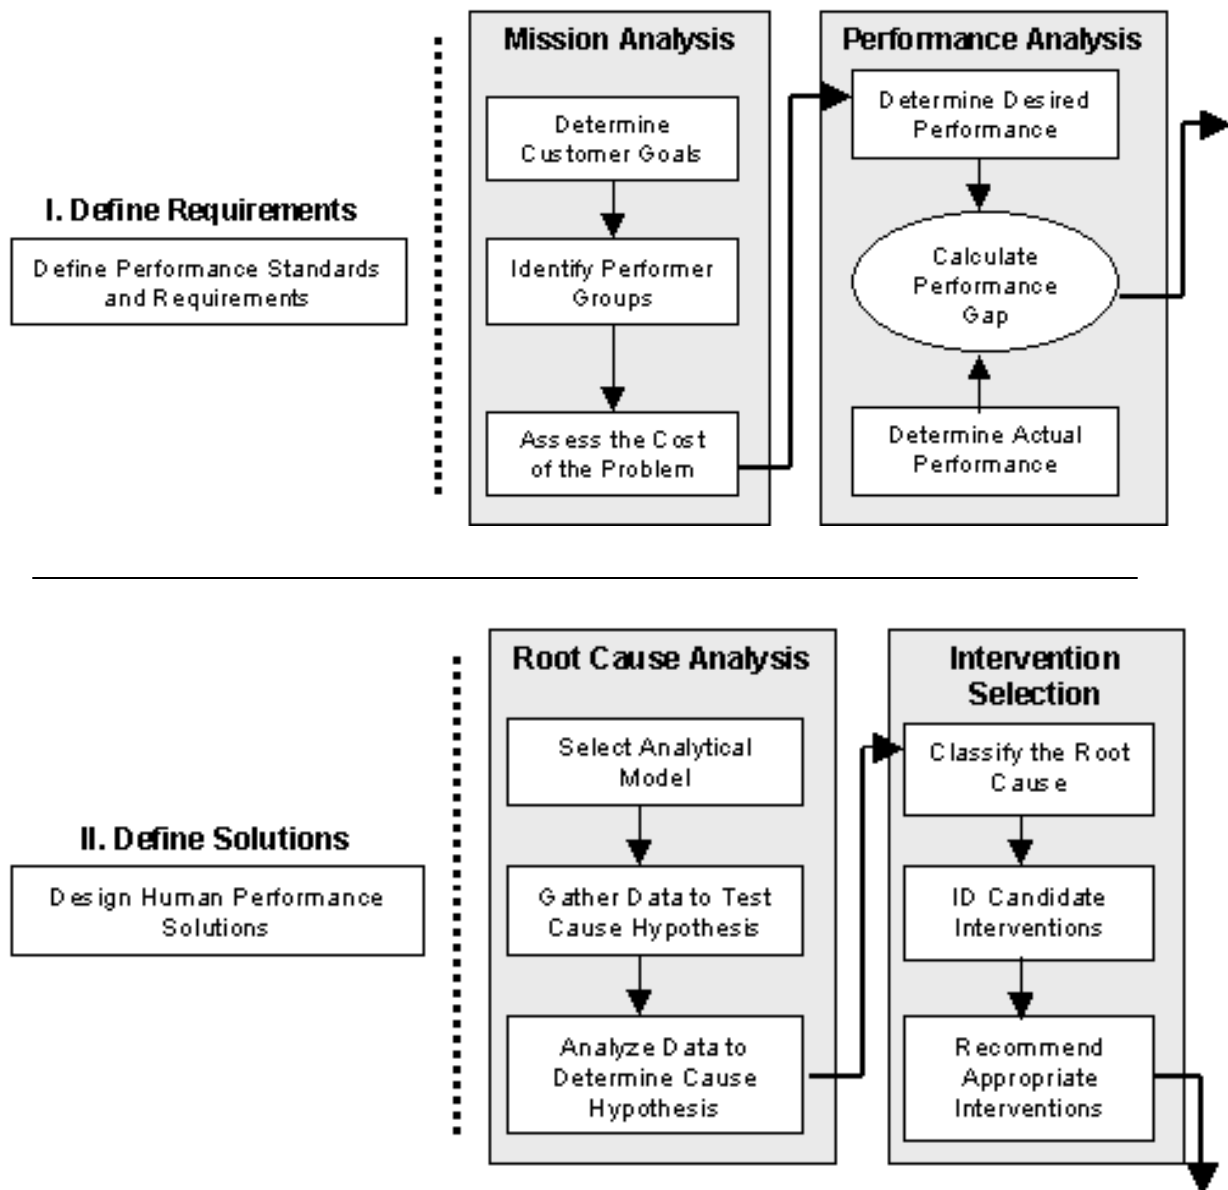 Mission Analysis
Determine
Customer Goals
Identify Performer
Groups
Assess the Cost
of the Problem
Performance Analysis
Determine Desired
Performance
Calculate
Performance
Gap
Determine Actual
Performance
I. Define Requirements
Define Performance Standards
and Requirements
Root Cause Analysis
Select Analytical
Model
Gather Data to Test
Cause Hypothesis
Analyze Data to
Determine Cause
Hypothesis
Intervention
Selection
Classify the Root
Cause
ID Candidate
Interventions
Recommend
Appropriate
Interventions
II. Define Solutions
Design Human Performance
Solutions